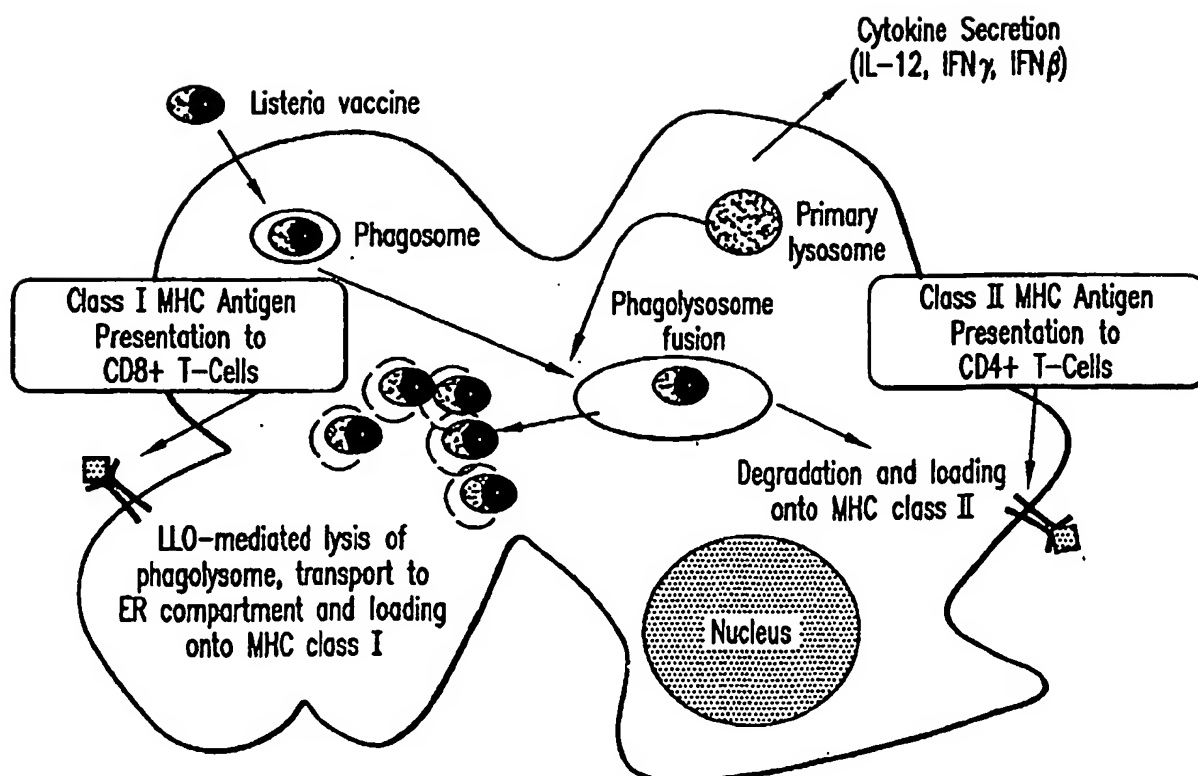 Cytokine Secretion
(IL-12, IFNγ, IFNβ)
Listeria vaccine
Phagosome
Primary
lysosome
Class I MHC Antigen
Presentation to
CD8+ T-Cells
Phagolysosome
fusion
Class II MHC Antigen
Presentation to
CD4+ T-Cells
Degradation and loading
onto MHC class II
LLO-mediated lysis of
phagolysome, transport to
ER compartment and loading
onto MHC class I
Nucleus